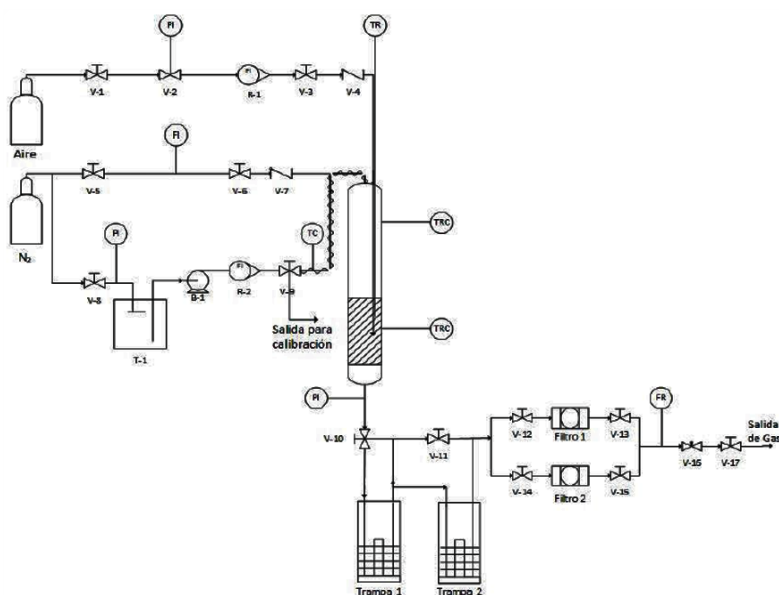 PI
TR
V-1
V-2
R-1
V-3
V-4
Aire
V-5
V-6
V-7
N₂
TRC
PI
TC
V-8
B-1
R-2
V-9
T-1
Salida para
calibración
TRC
PI
V-10
V-11
V-12
Filtro 1
V-13
FR
Salida
de Gas
V-16
V-17
V-14
Filtro 2
V-15
Trampa 1
Trampa 2